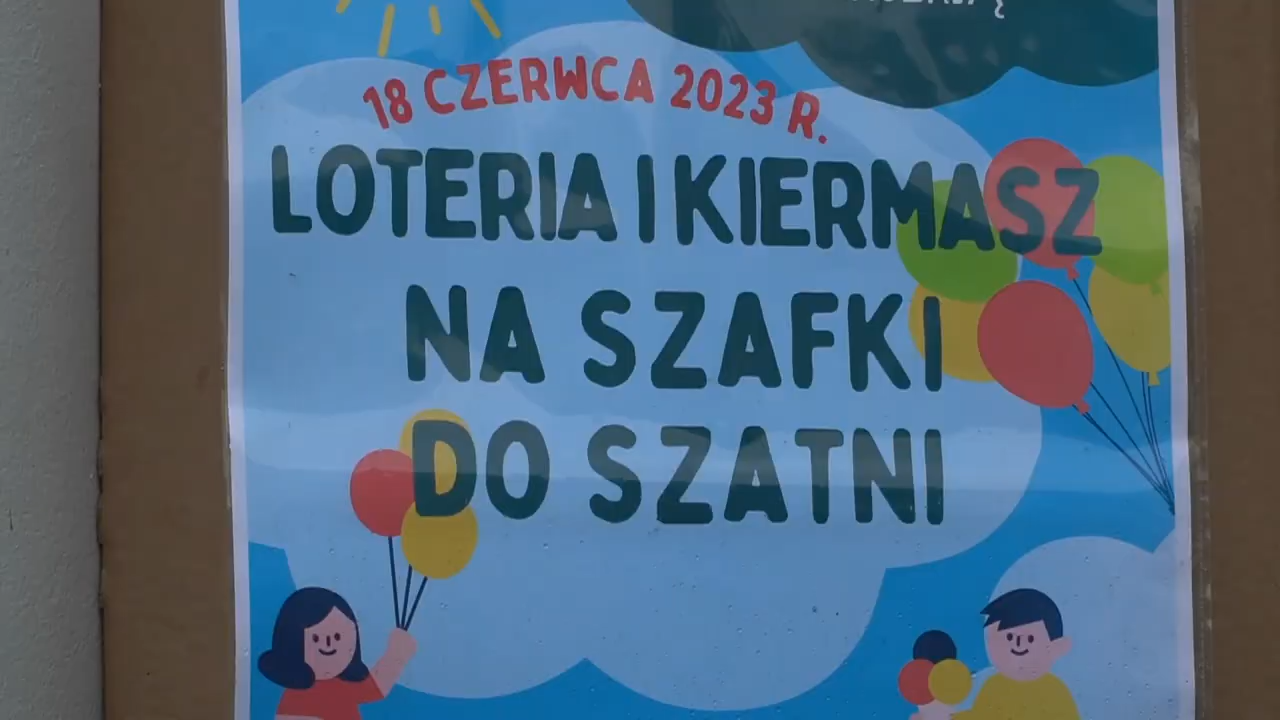 18 CZERWCA 2023 R.
LOTERIA I KIERMASZ
NA SZAFKI
DO SZATNI